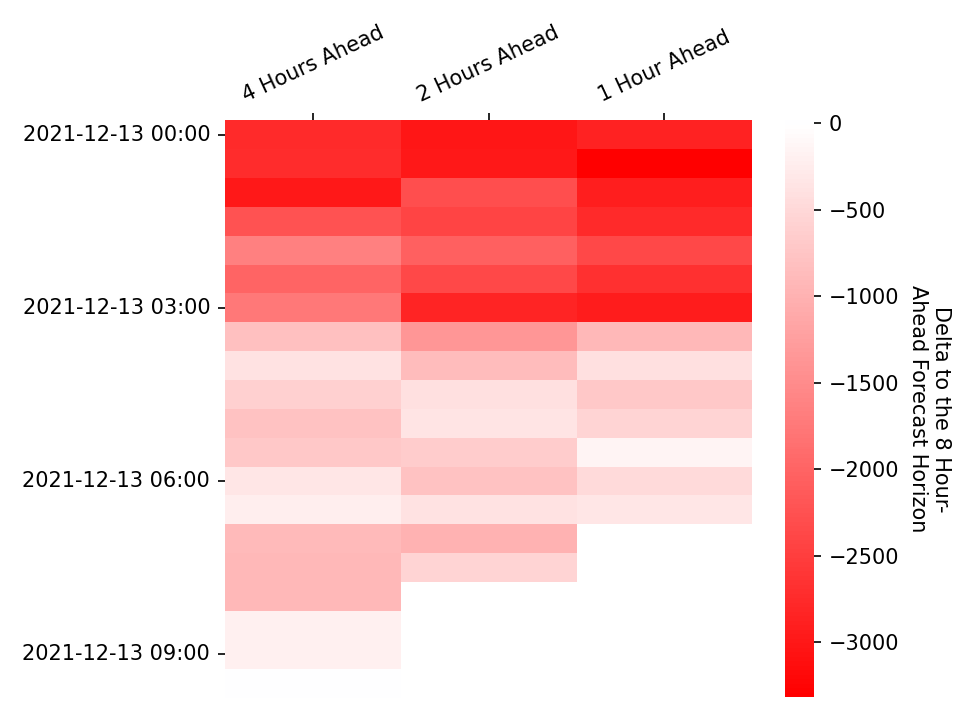 4 Hours Ahead
2 Hours Ahead
1 Hour Ahead
2021-12-13 00:00
2021-12-13 03:00
2021-12-13 06:00
2021-12-13 09:00
0
−500
−1000
−1500
−2000
−2500
−3000
Delta to the 8 Hour-
Ahead Forecast Horizon